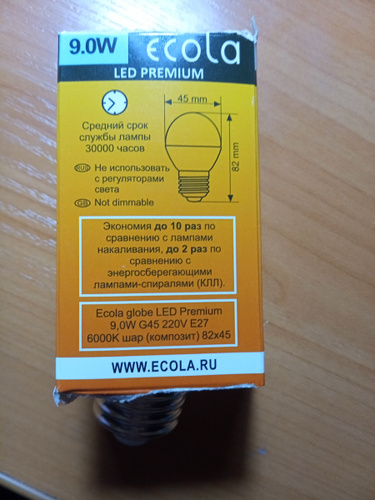 9.0W ecola
LED PREMIUM
45 mm
82 mm
Средний срок
службы лампы
30000 часов
RUS Не использовать
с регуляторами
света
GB Not dimmable
Экономия до 10 раз по
сравнению с лампами
накаливания, до 2 раз по
сравнению с
энергосберегающими
лампами-спиралями (КЛЛ).
Ecola globe LED Premium
9,0W G45 220V E27
6000K шар (композит) 82x45
WWW.ECOLA.RU